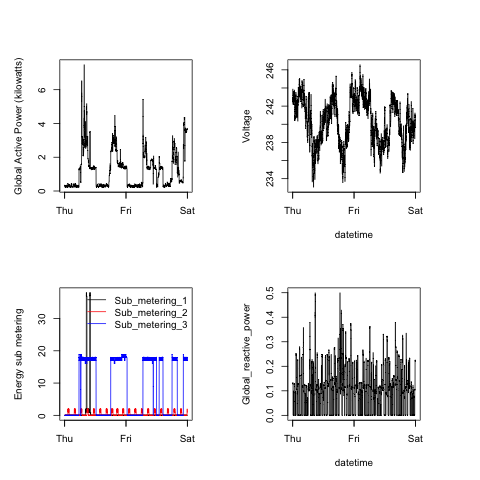 Global Active Power (kilowatts)
0
2
4
6
Thu
Fri
Sat
Voltage
234
238
242
246
Thu
Fri
Sat
datetime
Energy sub metering
0
10
20
30
Sub_metering_1
Sub_metering_2
Sub_metering_3
Thu
Fri
Sat
Global_reactive_power
0.0
0.1
0.2
0.3
0.4
0.5
Thu
Fri
Sat
datetime